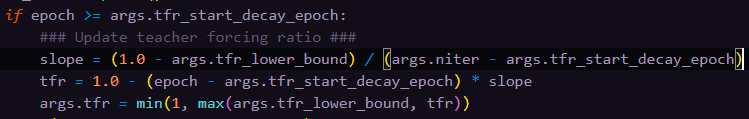 if epoch >= args.tfr_start_decay_epoch:
### Update teacher forcing ratio ###
slope = (1.0 - args.tfr_lower_bound) / (args.niter - args.tfr_start_decay_epoch)
tfr = 1.0 - (epoch - args.tfr_start_decay_epoch) * slope
args.tfr = min(1, max(args.tfr_lower_bound, tfr))